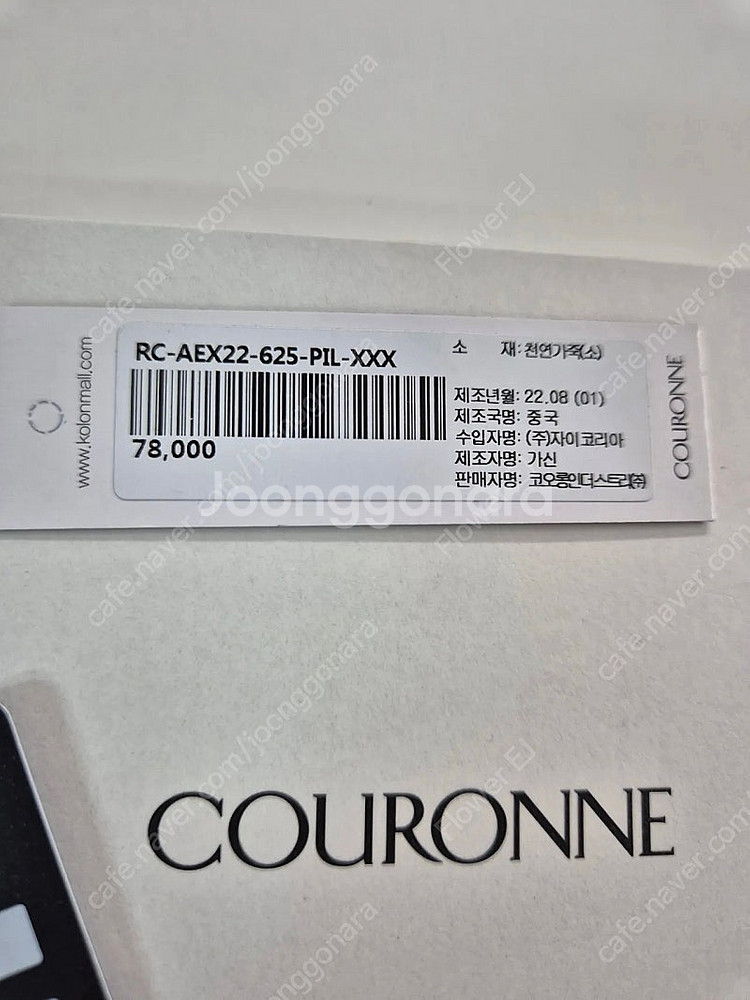 RC-AEX22-625-PIL-XXX
78,000
소 재: 천연가죽(소)
제조년월: 22.08 (01)
제조국명: 중국
수입자명: (주)자이코리아
제조자명: 가신
판매자명: 코오롱인더스트리(주)
www.kolonmall.com
COURONNE
COURONNE
Joonggonara
cafe.naver.com/joonggonara
Flower EJ